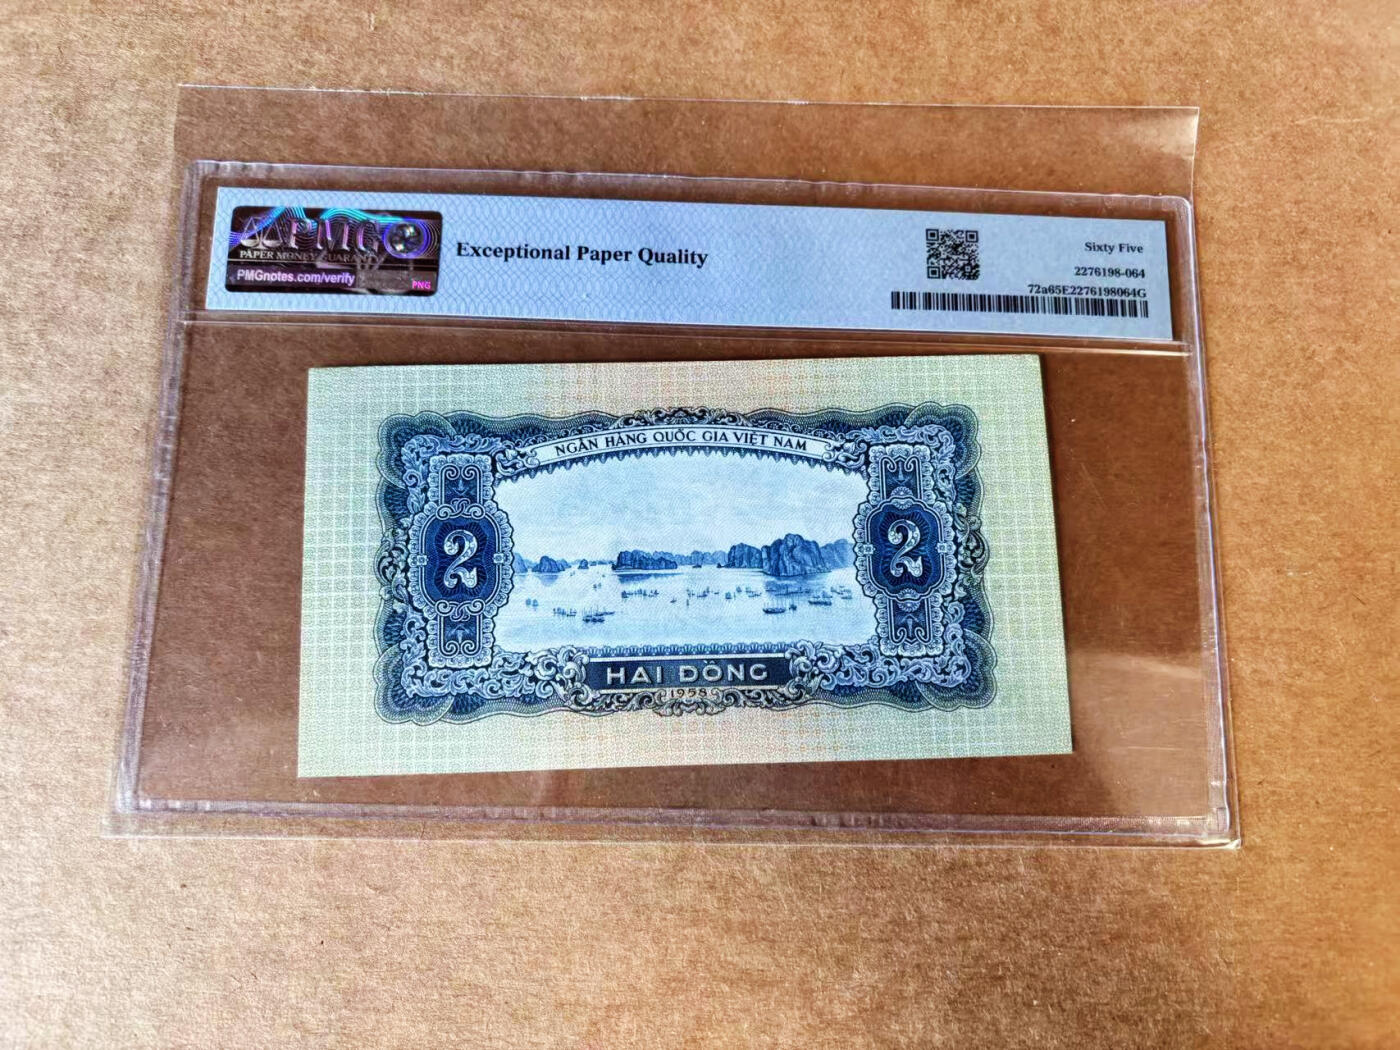 PMG
PAPER MONEY GUARANTY
PMGnotes.com/verify
PNG
Exceptional Paper Quality
Sixty Five
2276198-064
72a65E2276198064G
NGÂN HÀNG QUỐC GIA VIỆT NAM
2
2
HAI ĐỒNG
1958